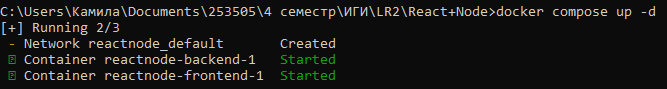 C:\Users\Камила\Documents\253505\4 семестр\ИГИ\LR2\React+Node>docker compose up -d
[+] Running 2/3
- Network reactnode_default Created
Container reactnode-backend-1 Started
Container reactnode-frontend-1 Started